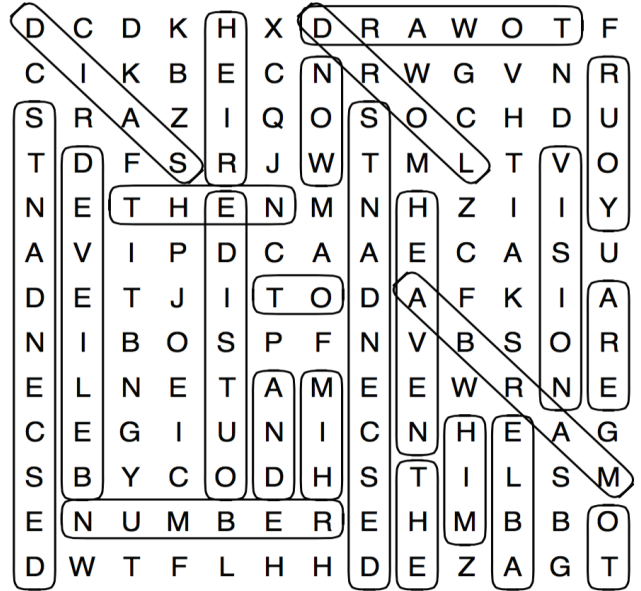 D C D K H X D R A W O T F
C I K B E C N R W G V N R
S R A Z I Q O S O C H D U
T D F S R J W T M L T V O
N E T H E N M N H Z I I Y
A V I P D C A A E C A S U
D E T J I T O D A F K I A
N I B O S P F N V B S O R
E L N E T A M E E W R N E
C E G I U N I C N H E A G
S B Y C O D H S T I L S M
E N U M B E R E H M B B O
D W T F L H H D E Z A G T